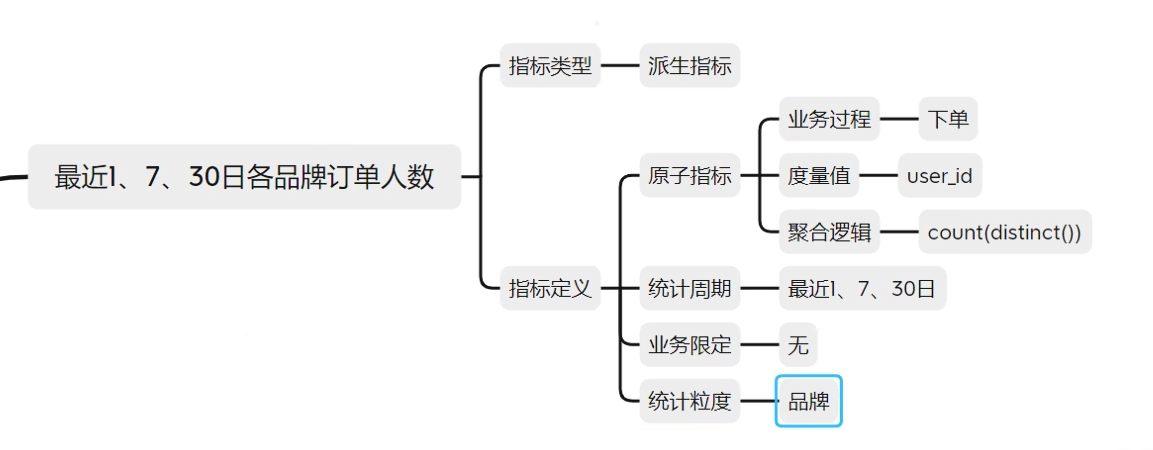 最近1、7、30日各品牌订单人数
指标类型
派生指标
指标定义
原子指标
业务过程
下单
度量值
user_id
聚合逻辑
count(distinct())
统计周期
最近1、7、30日
业务限定
无
统计粒度
品牌